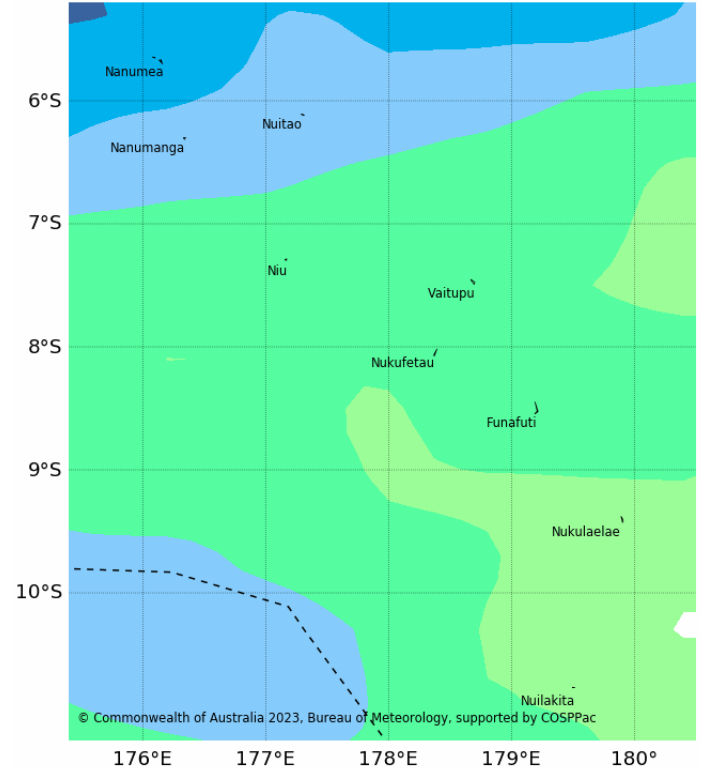 Nanumea
6°S
Nuitao
Nanumanga
7°S
Niu
Vaitupu
8°S
Nukufetau
Funafuti
9°S
Nukulaelae
10°S
Nuilakita
© Commonwealth of Australia 2023, Bureau of Meteorology, supported by COSPPac
176°E 177°E 178°E 179°E 180°